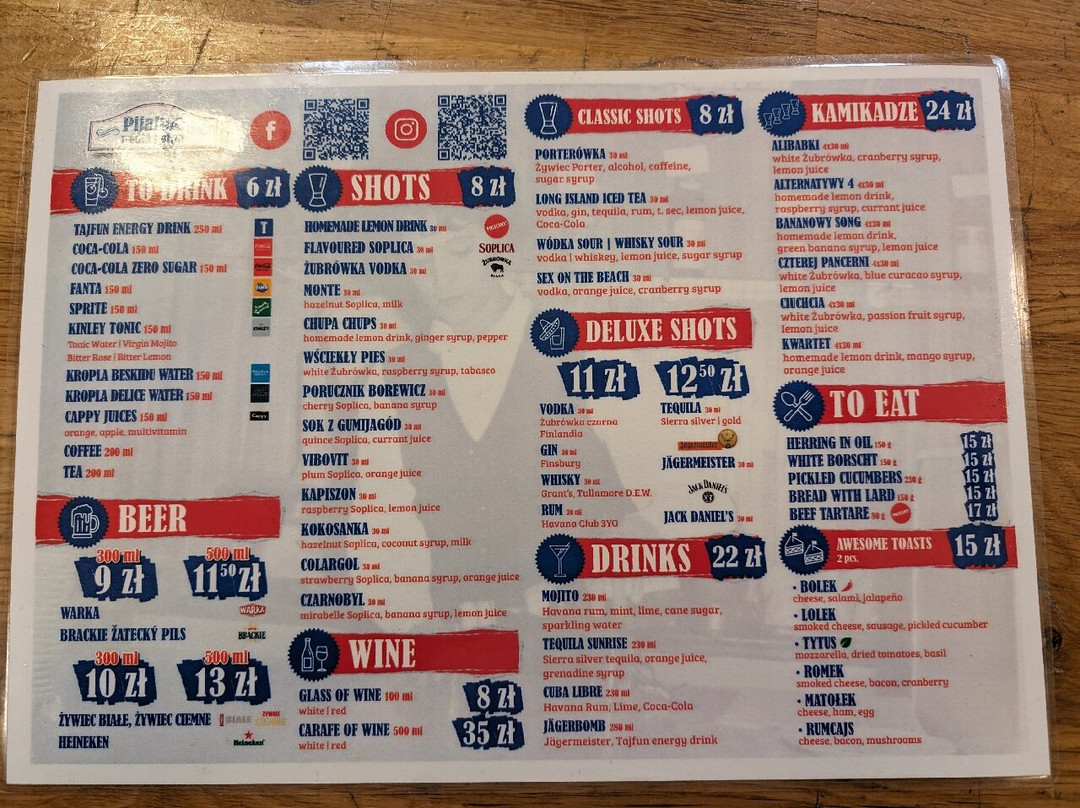 Pijalnia
TO DRINK 6 zł
TAJFUN ENERGY DRINK 250 ml
COCA-COLA 150 ml
COCA-COLA ZERO SUGAR 150 ml
FANTA 150 ml
SPRITE 150 ml
KINLEY TONIC 150 ml
Tonic Water | Virgin Mojito
Bitter Rose | Bitter Lemon
KROPLA BESKIDU WATER 150 ml
KROPLA DELICE WATER 150 ml
CAPPY JUICES 150 ml
Cappy
orange, apple, multivitamin
COFFEE 200 ml
TEA 200 ml
BEER
300 ml 500 ml
9 zł 11⁵⁰ zł
WARKA
WARKA
BRACKIE ŽATECKÝ PILS
BRACKIE
300 ml 500 ml
10 zł 13 zł
ŻYWIEC BIAŁE, ŻYWIEC CIEMNE
BIAŁE
HEINEKEN
Heineken
SHOTS 8 zł
HOMEMADE LEMON DRINK 30 ml
FLAVOURED SOPLICA 30 ml
SOPLICA
ŻUBRÓWKA VODKA 30 ml
ŻUBRÓWKA
MONTE 30 ml
hazelnut Soplica, milk
CHUPA CHUPS 30 ml
homemade lemon drink, ginger syrup, pepper
WŚCIEKŁY PIES 30 ml
white Żubrówka, raspberry syrup, tabasco
PORUCZNIK BOREWICZ 30 ml
cherry Soplica, banana syrup
SOK Z GUMIJAGÓD 30 ml
quince Soplica, currant juice
VIBOVIT 30 ml
plum Soplica, orange juice
KAPISZON 30 ml
raspberry Soplica, lemon juice
KOKOSANKA 30 ml
hazelnut Soplica, coconut syrup, milk
COLARGOL 30 ml
strawberry Soplica, banana syrup, orange juice
CZARNOBYL 30 ml
mirabelle Soplica, banana syrup, lemon juice
WINE
GLASS OF WINE 100 ml 8 zł
white | red
CARAFE OF WINE 500 ml 35 zł
white | red
CLASSIC SHOTS 8 zł
PORTERÓWKA 30 ml
Żywiec Porter, alcohol, caffeine,
sugar syrup
LONG ISLAND ICED TEA 30 ml
vodka, gin, tequila, rum, t. sec, lemon juice,
Coca-Cola
WÓDKA SOUR | WHISKY SOUR 30 ml
vodka | whiskey, lemon juice, sugar syrup
SEX ON THE BEACH 30 ml
vodka, orange juice, cranberry syrup
DELUXE SHOTS
11 zł 12⁵⁰ zł
VODKA 30 ml
Żubrówka czarna
Finlandia
GIN 30 ml
Finsbury
WHISKY 30 ml
Grant's, Tullamore D.E.W.
RUM 30 ml
Havana Club 3YO
TEQUILA 30 ml
Sierra silver i gold
Jägermeister
JÄGERMEISTER 30 ml
JACK DANIEL'S
JACK DANIEL'S 30 ml
DRINKS 22 zł
MOJITO 230 ml
Havana rum, mint, lime, cane sugar,
sparkling water
TEQUILA SUNRISE 230 ml
Sierra silver tequila, orange juice,
grenadine syrup
CUBA LIBRE 230 ml
Havana Rum, Lime, Coca-Cola
JÄGERBOMB 280 ml
Jägermeister, Tajfun energy drink
KAMIKADZE 24 zł
ALIBABKI 4x30 ml
white Żubrówka, cranberry syrup,
lemon juice
ALTERNATYWY 4 4x30 ml
homemade lemon drink,
raspberry syrup, currant juice
BANANOWY SONG 4x30 ml
homemade lemon drink,
green banana syrup, lemon juice
CZTEREJ PANCERNI 4x30 ml
white Żubrówka, blue curacao syrup,
lemon juice
CIUCHCIA 4x30 ml
white Żubrówka, passion fruit syrup,
lemon juice
KWARTET 4x30 ml
homemade lemon drink, mango syrup,
orange juice
TO EAT
HERRING IN OIL 150 g 15 zł
WHITE BORSCHT 150 g 15 zł
PICKLED CUCUMBERS 230 g 15 zł
BREAD WITH LARD 150 g 15 zł
BEEF TARTARE 80 g 17 zł
AWESOME TOASTS 15 zł
2 pcs.
• BOLEK
cheese, salami, jalapeño
• LOLEK
smoked cheese, sausage, pickled cucumber
• TYTUS
mozzarella, dried tomatoes, basil
• ROMEK
smoked cheese, bacon, cranberry
• MATOŁEK
cheese, ham, egg
• RUMCAJS
cheese, bacon, mushrooms